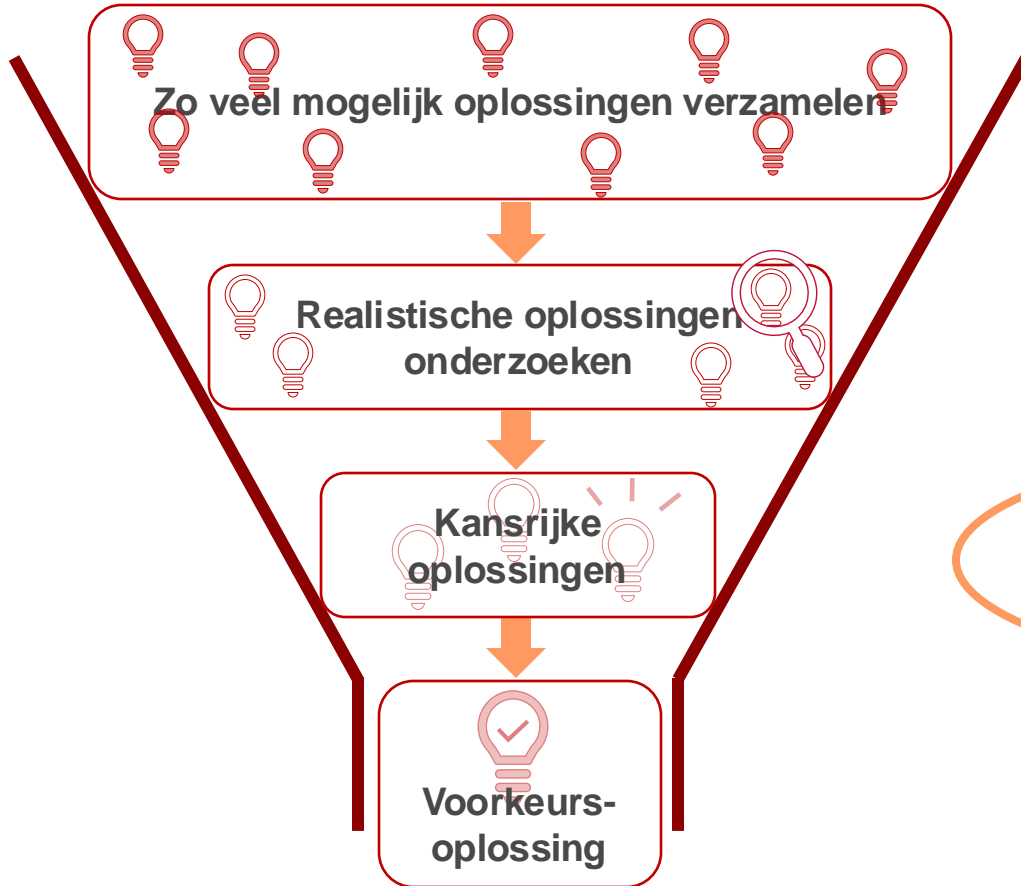 Zo veel mogelijk oplossingen verzamelen
Realistische oplossingen
onderzoeken
Kansrijke
oplossingen
Voorkeurs-
oplossing